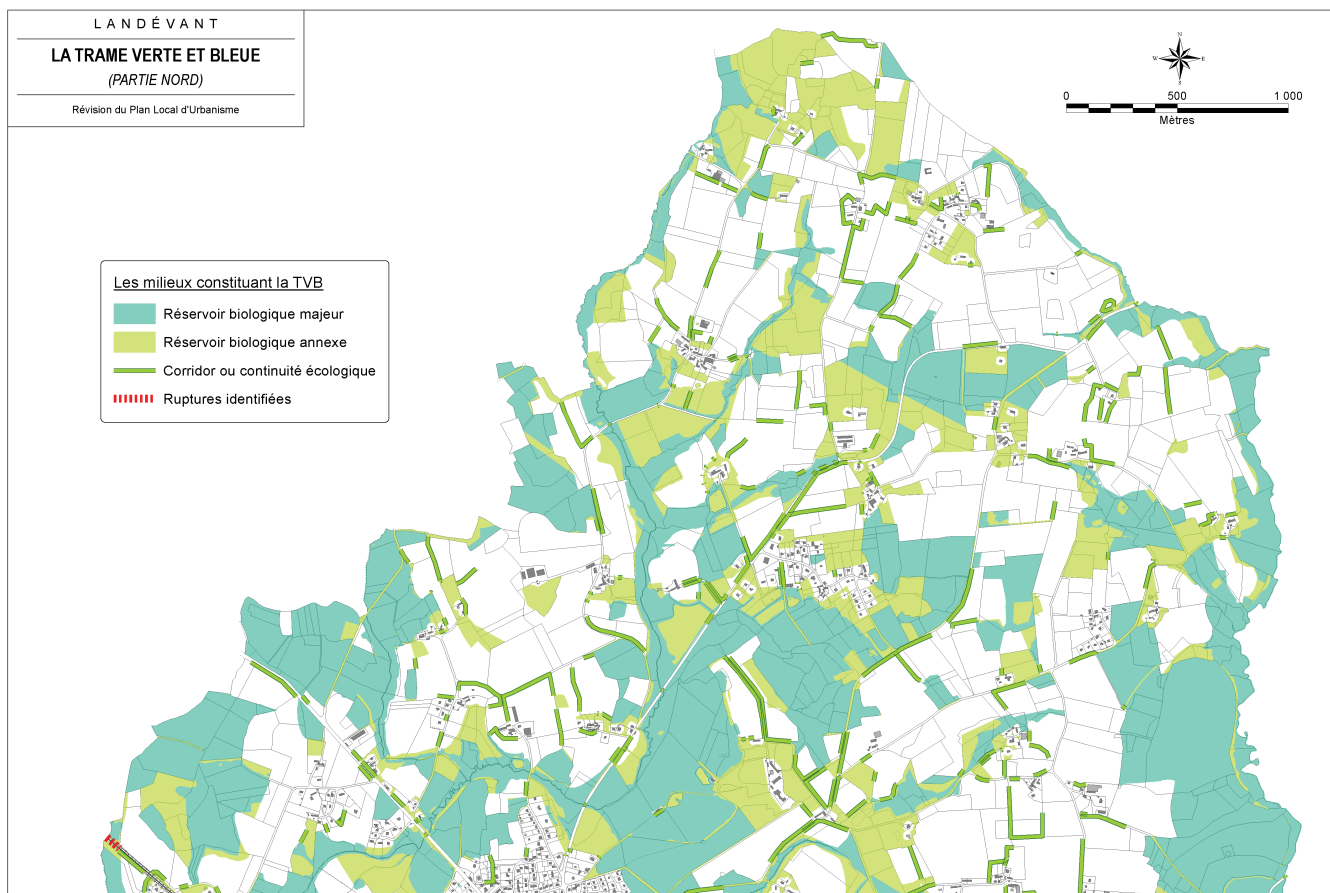 LANDÉVANT
LA TRAME VERTE ET BLEUE
(PARTIE NORD)
Révision du Plan Local d'Urbanisme
N
W E
S
0 500 1 000
Mètres
Les milieux constituant la TVB
Réservoir biologique majeur
Réservoir biologique annexe
Corridor ou continuité écologique
Ruptures identifiées